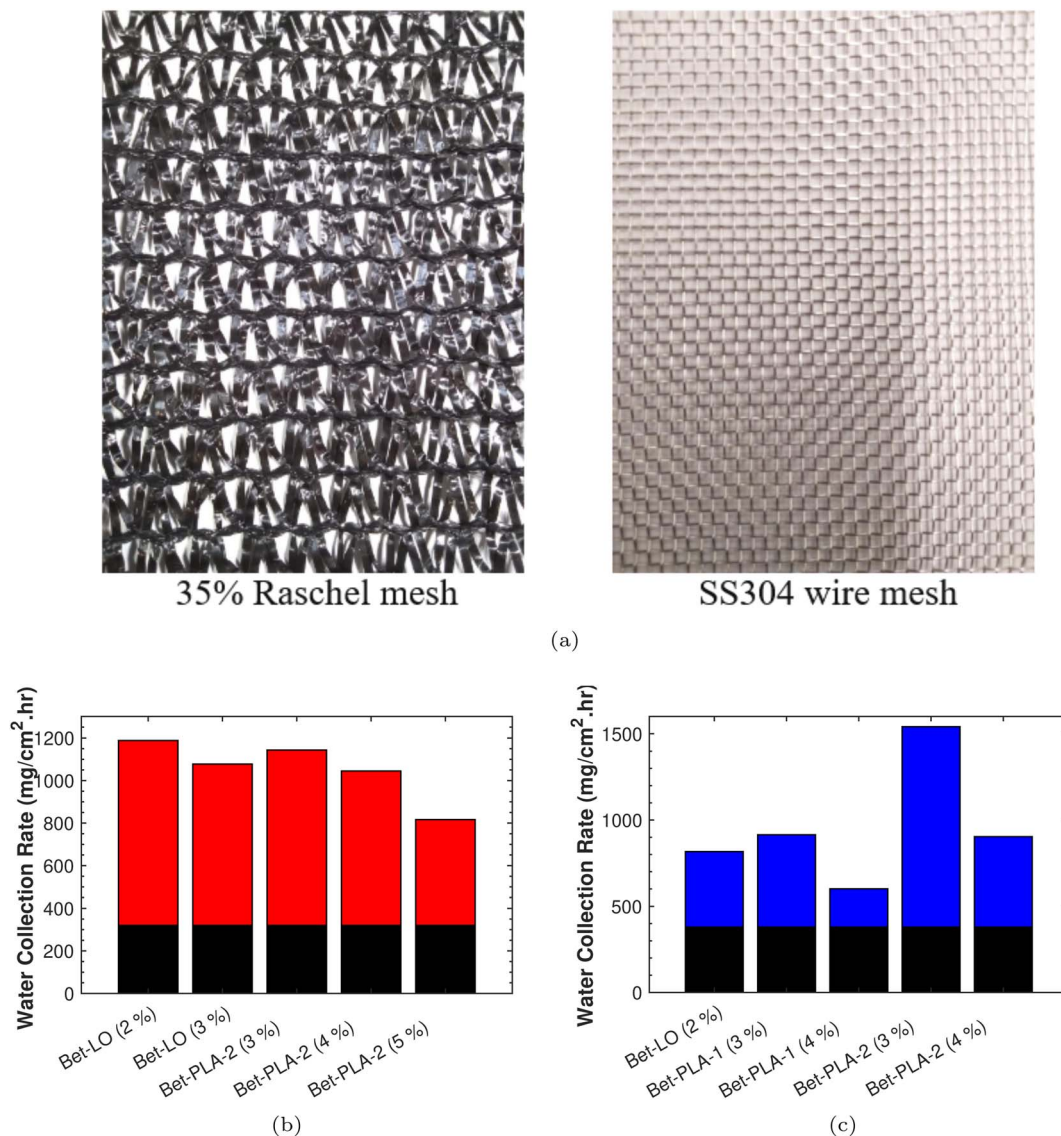 35% Raschel mesh
SS304 wire mesh
(a)
Water Collection Rate (mg/cm².hr)
1200
1000
800
600
400
200
0
Bet-LO (2 %)
Bet-LO (3 %)
Bet-PLA-2 (3 %)
Bet-PLA-2 (4 %)
Bet-PLA-2 (5 %)
(b)
Water Collection Rate (mg/cm².hr)
1500
1000
500
0
Bet-LO (2 %)
Bet-PLA-1 (3 %)
Bet-PLA-1 (4 %)
Bet-PLA-2 (3 %)
Bet-PLA-2 (4 %)
(c)